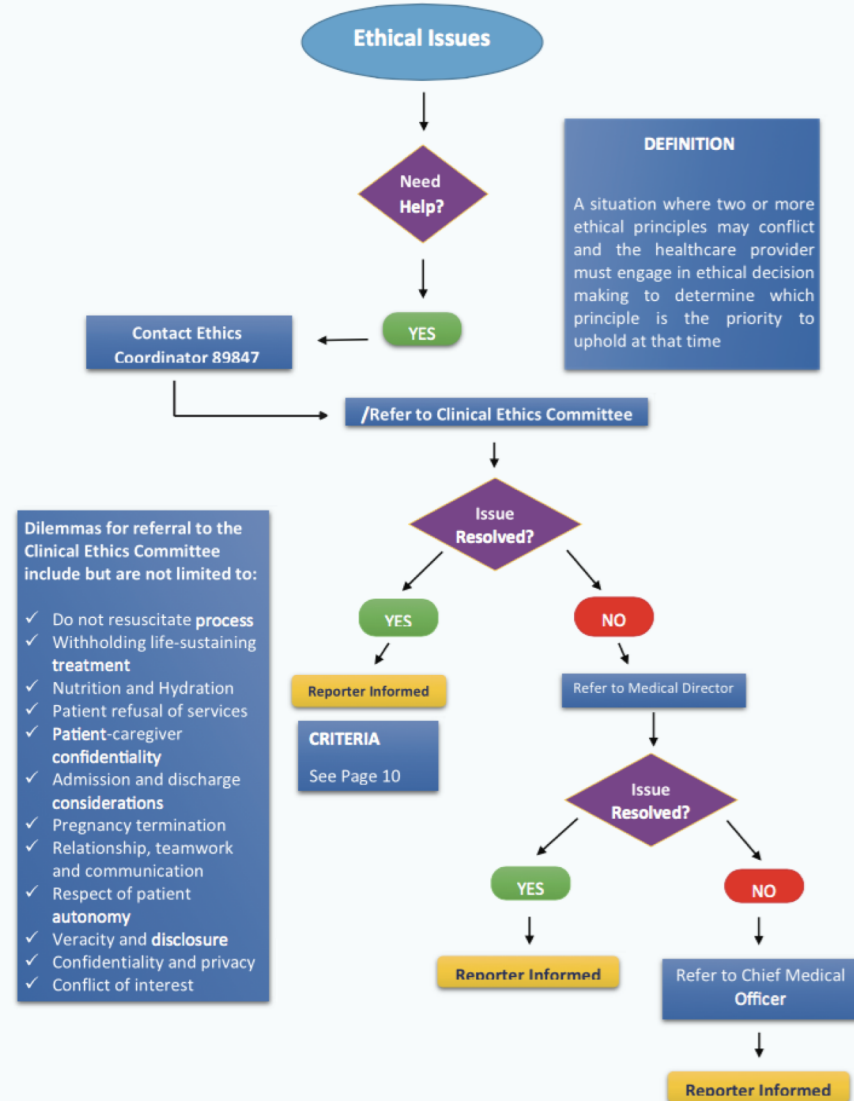 Ethical Issues
Need
Help?
DEFINITION
A situation where two or more
ethical principles may conflict
and the healthcare provider
must engage in ethical decision
making to determine which
principle is the priority to
uphold at that time
YES
Contact Ethics
Coordinator 89847
/Refer to Clinical Ethics Committee
Issue
Resolved?
Dilemmas for referral to the
Clinical Ethics Committee
include but are not limited to:
✓ Do not resuscitate process
✓ Withholding life-sustaining
treatment
✓ Nutrition and Hydration
✓ Patient refusal of services
✓ Patient-caregiver
confidentiality
✓ Admission and discharge
considerations
✓ Pregnancy termination
✓ Relationship, teamwork
and communication
✓ Respect of patient
autonomy
✓ Veracity and disclosure
✓ Confidentiality and privacy
✓ Conflict of interest
YES
NO
Reporter Informed
Refer to Medical Director
CRITERIA
See Page 10
Issue
Resolved?
YES
NO
Reporter Informed
Refer to Chief Medical
Officer
Reporter Informed